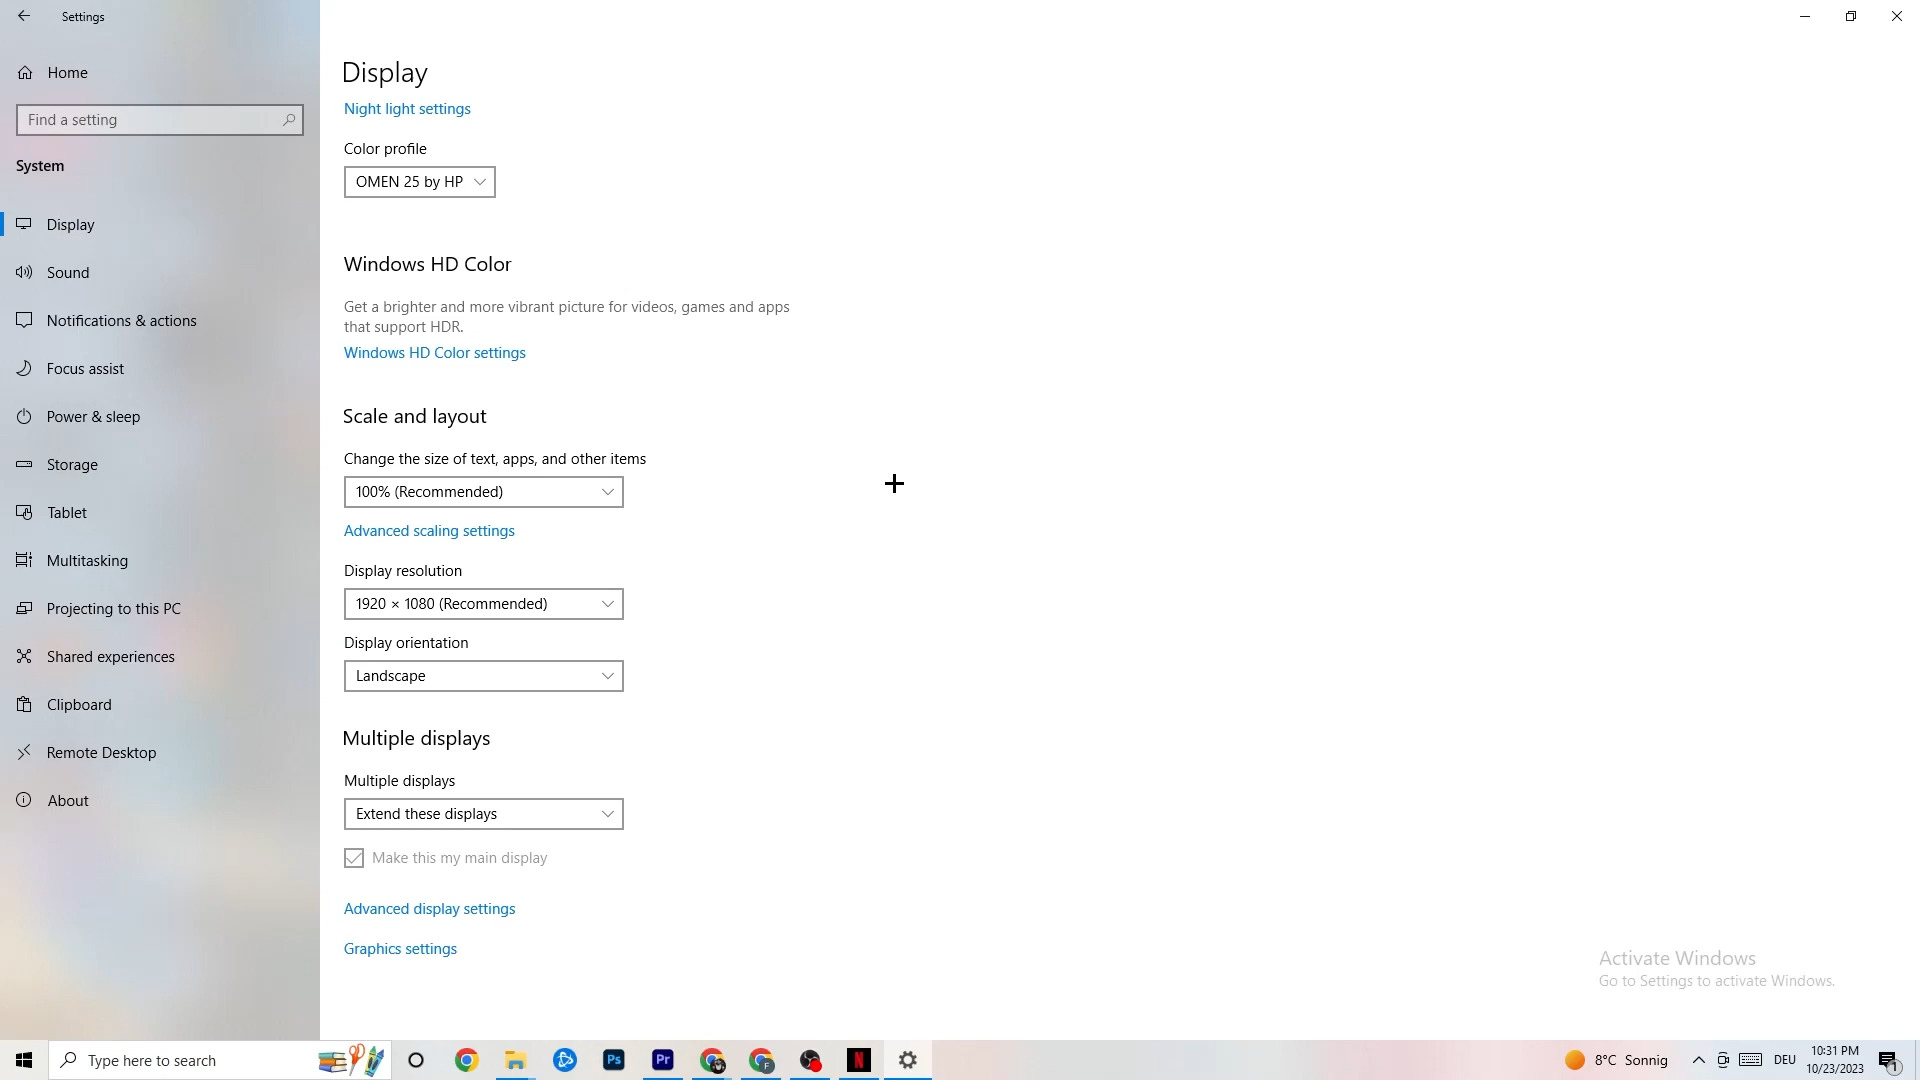 Settings
Home
Find a setting
System
Display
Sound
Notifications & actions
Focus assist
Power & sleep
Storage
Tablet
Multitasking
Projecting to this PC
Shared experiences
Clipboard
Remote Desktop
About
Display
Night light settings
Color profile
OMEN 25 by HP
Windows HD Color
Get a brighter and more vibrant picture for videos, games and apps
that support HDR.
Windows HD Color settings
Scale and layout
Change the size of text, apps, and other items
100% (Recommended)
Advanced scaling settings
Display resolution
1920 × 1080 (Recommended)
Display orientation
Landscape
Multiple displays
Multiple displays
Extend these displays
Make this my main display
Advanced display settings
Graphics settings
Activate Windows
Go to Settings to activate Windows.
Type here to search
Ps
Pr
F
N
8°C Sonnig
DEU
10:31 PM
10/23/2023
1